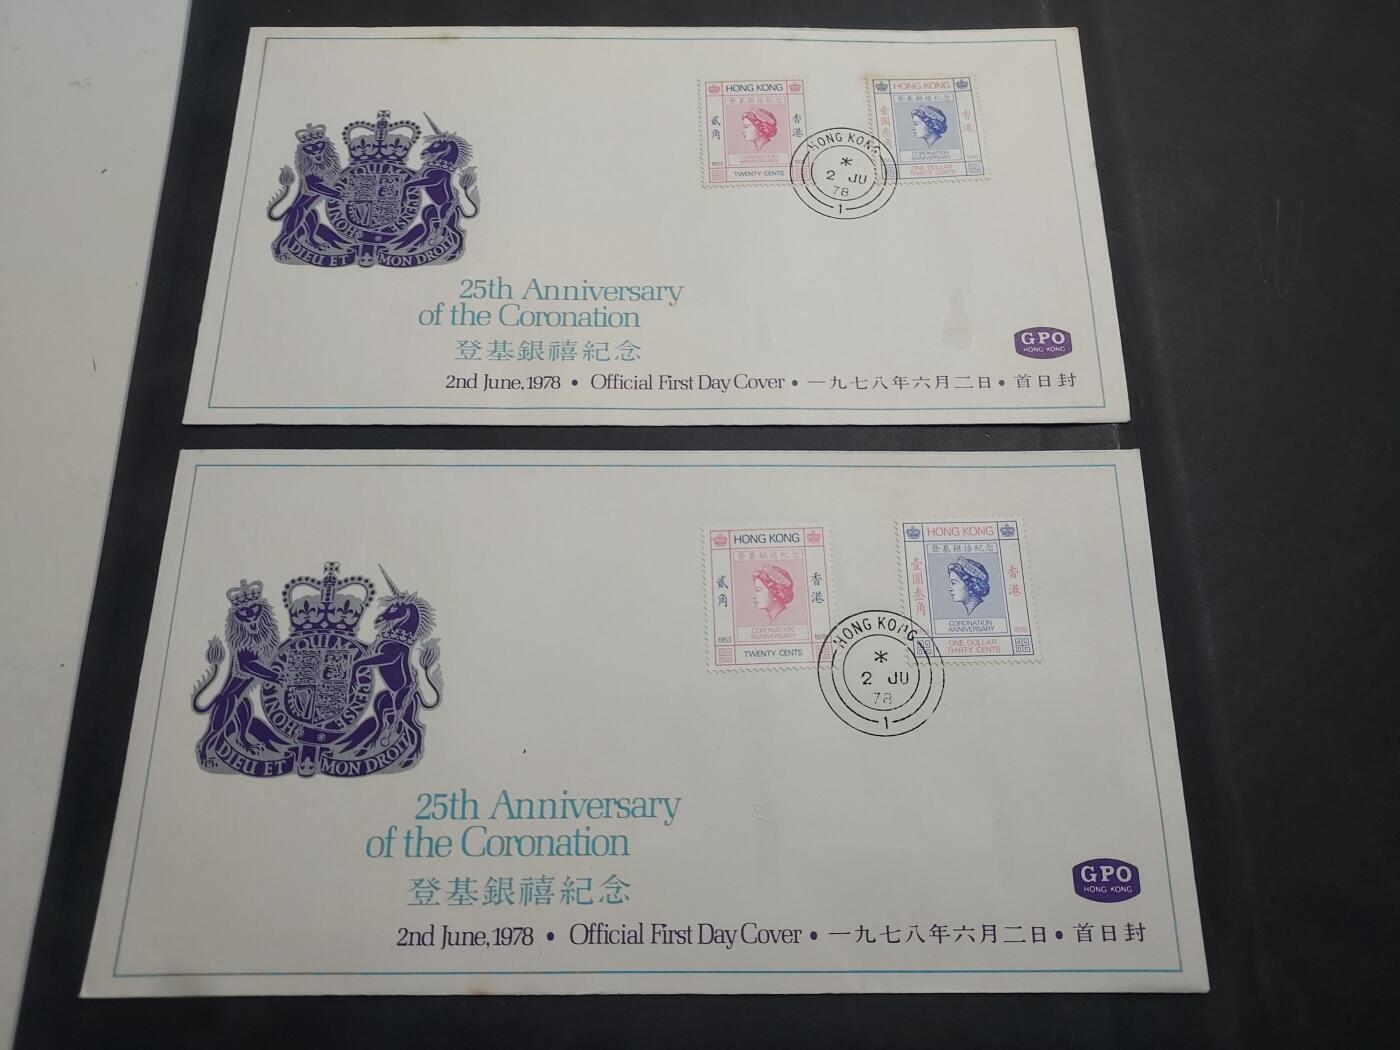 HONG KONG
登基銀禧紀念
貳角
香港
1953
CORONATION
ANNIVERSARY
TWENTY CENTS
HONG KONG
登基銀禧紀念
壹圓叁角
香港
CORONATION
ANNIVERSARY
1978
ONE DOLLAR
THIRTY CENTS
HONG KONG
*
2 JU
78
1
DIEU ET MON DROIT
25th Anniversary
of the Coronation
登基銀禧紀念
GPO
HONG KONG
2nd June, 1978 • Official First Day Cover • 一九七八年六月二日 • 首日封
HONG KONG
登基銀禧紀念
貳角
香港
CORONATION
ANNIVERSARY
1953
1978
TWENTY CENTS
HONG KONG
登基銀禧紀念
壹圓叁角
香港
CORONATION
ANNIVERSARY
1978
ONE DOLLAR
THIRTY CENTS
HONG KONG
*
2 JU
78
1
DIEU ET MON DROIT
25th Anniversary
of the Coronation
登基銀禧紀念
GPO
HONG KONG
2nd June, 1978 • Official First Day Cover • 一九七八年六月二日 • 首日封